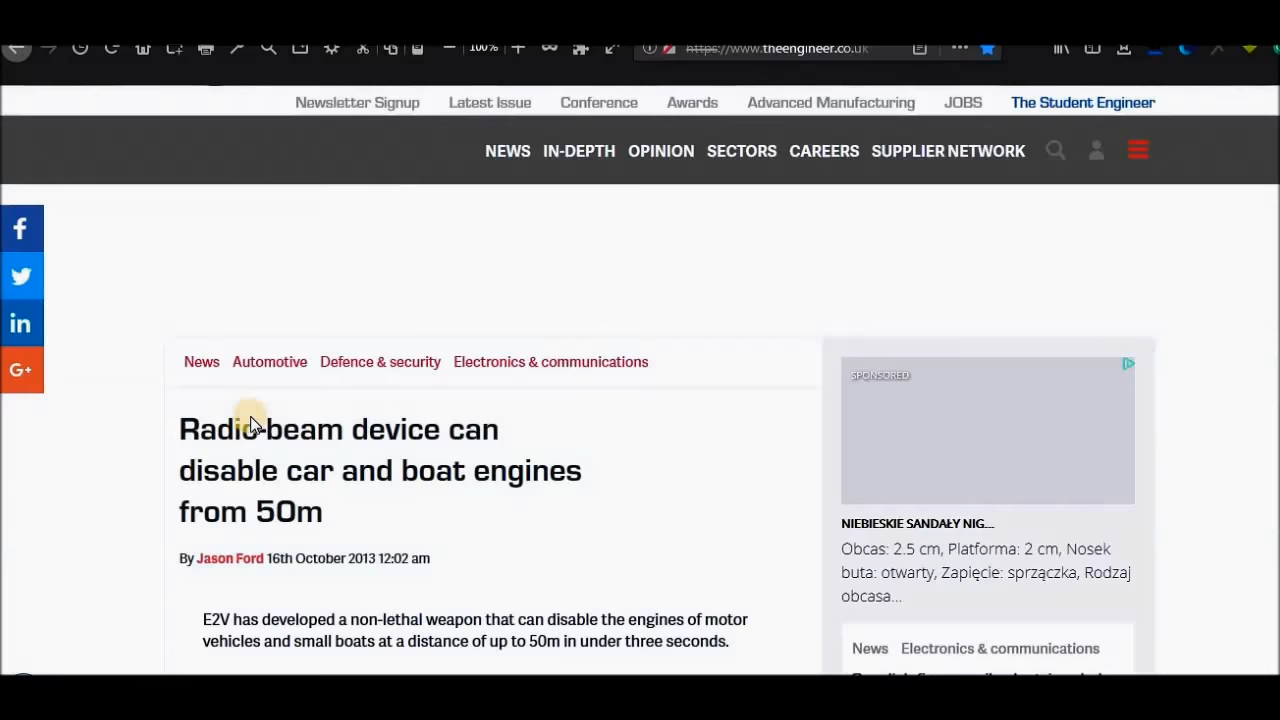 100%
https://www.theengineer.co.uk
Newsletter Signup Latest Issue Conference Awards Advanced Manufacturing JOBS The Student Engineer
NEWS IN-DEPTH OPINION SECTORS CAREERS SUPPLIER NETWORK
f
in
G+
News Automotive Defence & security Electronics & communications
SPONSORED
Radio-beam device can
disable car and boat engines
from 50m
NIEBIESKIE SANDAŁY NIG...
By Jason Ford 16th October 2013 12:02 am
Obcas: 2.5 cm, Platforma: 2 cm, Nosek
buta: otwarty, Zapięcie: sprzączka, Rodzaj
obcasa...
E2V has developed a non-lethal weapon that can disable the engines of motor
vehicles and small boats at a distance of up to 50m in under three seconds.
News Electronics & communications